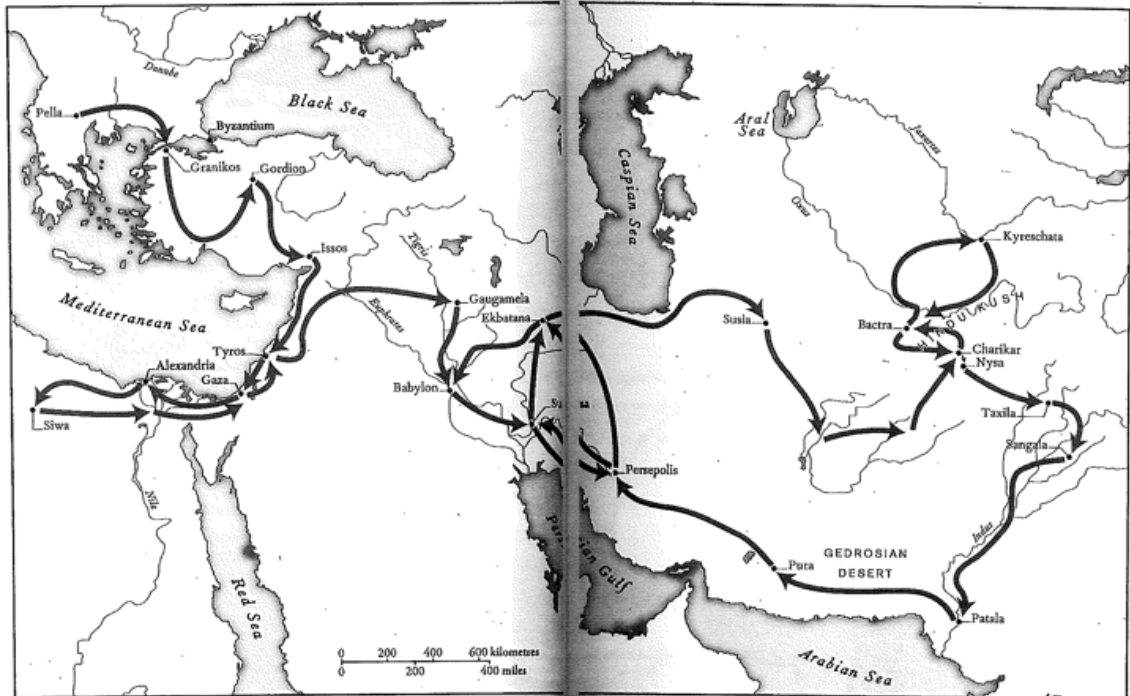 Danube
Black Sea
Pella
Byzantium
Granikos
Gordion
Issos
Mediterranean Sea
Tigris
Euphrates
Gaugamela
Ekbatana
Tyros
Alexandria
Gaza
Siwa
Babylon
Nile
Red Sea
0 200 400 600 kilometres
0 200 400 miles
Caspian Sea
Aral
Sea
Oxus
Jaxartes
Kyreschata
HINDUKUSH
Susia
Bactra
Charikar
Nysa
Taxila
Sangala
Persepolis
Indus
GEDROSIAN
DESERT
Pura
Patala
Gulf
Arabian Sea